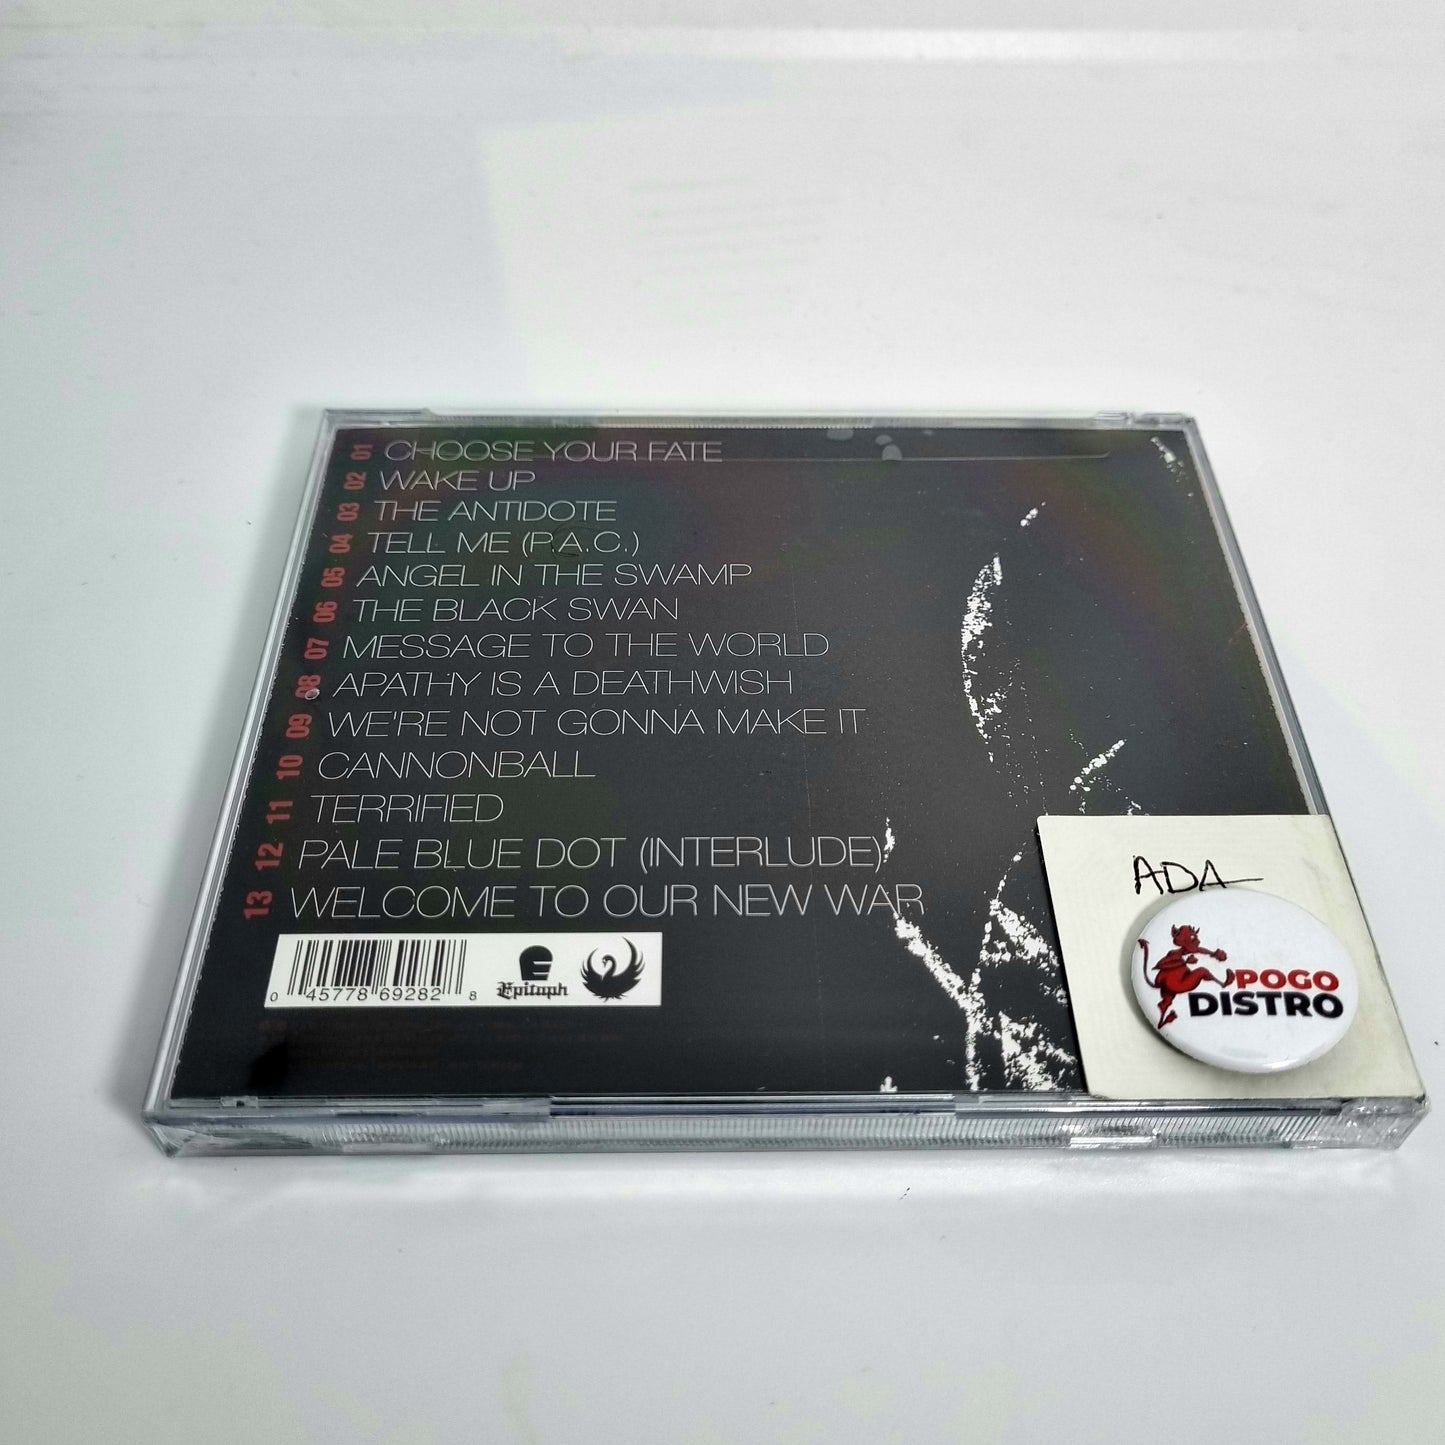 01 CHOOSE YOUR FATE
02 WAKE UP
03 THE ANTIDOTE
04 TELL ME (P.A.C.)
05 ANGEL IN THE SWAMP
06 THE BLACK SWAN
07 MESSAGE TO THE WORLD
08 APATHY IS A DEATHWISH
09 WE'RE NOT GONNA MAKE IT
10 CANNONBALL
11 TERRIFIED
12 PALE BLUE DOT (INTERLUDE)
13 WELCOME TO OUR NEW WAR
0 45778 69282 8
Epitaph
ADA
POGO
DISTRO